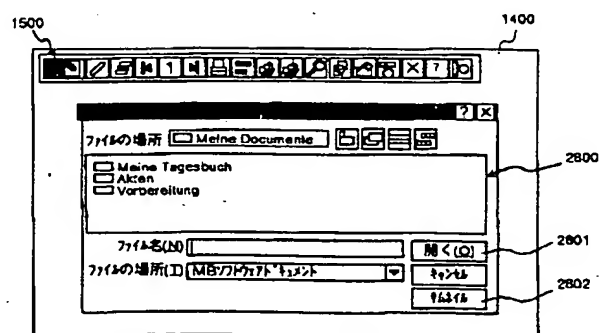 1500
1400
1 × ?
? ×
ファイルの場所 Meine Documente
Meine Tagesbuch
Akten
Vorbereitung
2800
ファイル名(N) 開く(O) 2801
ファイルの場所(I) MBソフトウェアドキュメント キャンセル
サムネイル 2802